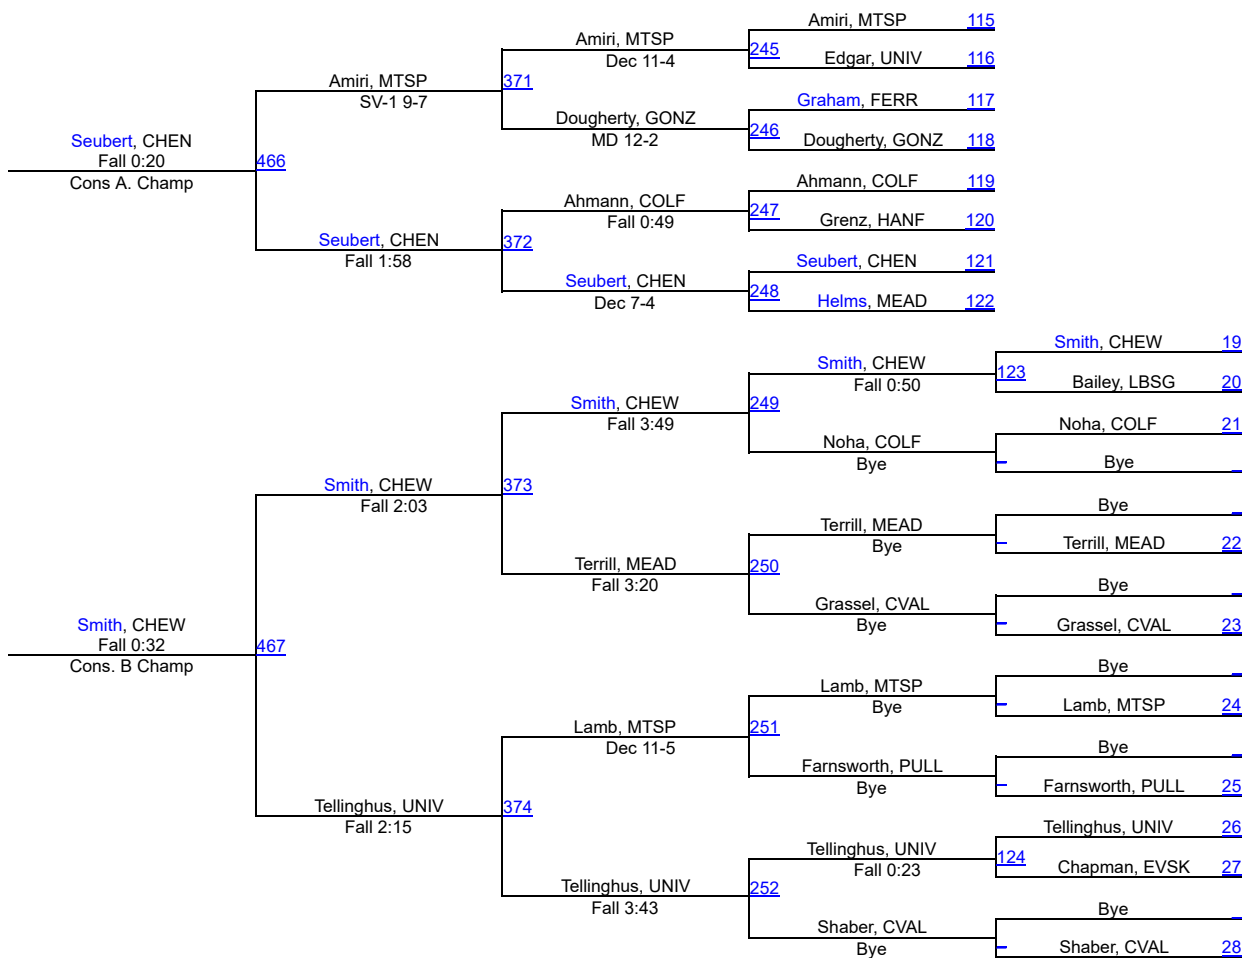 Amiri, MTSP 115
Amiri, MTSP
Dec 11-4
245
Edgar, UNIV 116
Amiri, MTSP
SV-1 9-7
371
Graham, FERR 117
Dougherty, GONZ
MD 12-2
246
Dougherty, GONZ 118
Seubert, CHEN
Fall 0:20
Cons A. Champ
466
Ahmann, COLF 119
Ahmann, COLF
Fall 0:49
247
Grenz, HANF 120
Seubert, CHEN
Fall 1:58
372
Seubert, CHEN 121
Seubert, CHEN
Dec 7-4
248
Helms, MEAD 122
Smith, CHEW 19
Smith, CHEW
Fall 0:50
123
Bailey, LBSG 20
Smith, CHEW
Fall 3:49
249
Noha, COLF 21
Noha, COLF
Bye
Bye
Smith, CHEW
Fall 2:03
373
Bye
Terrill, MEAD
Bye
Terrill, MEAD 22
Terrill, MEAD
Fall 3:20
250
Bye
Grassel, CVAL
Bye
Grassel, CVAL 23
Smith, CHEW
Fall 0:32
Cons. B Champ
467
Bye
Lamb, MTSP
Bye
Lamb, MTSP 24
Lamb, MTSP
Dec 11-5
251
Bye
Farnsworth, PULL
Bye
Farnsworth, PULL 25
Tellinghus, UNIV
Fall 2:15
374
Tellinghus, UNIV 26
Tellinghus, UNIV
Fall 0:23
124
Chapman, EVSK 27
Tellinghus, UNIV
Fall 3:43
252
Bye
Shaber, CVAL
Bye
Shaber, CVAL 28